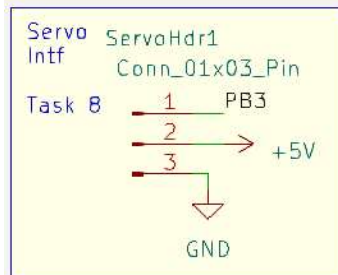 Servo
Intf
ServoHdr1
Conn_01x03_Pin
Task 8
1
PB3
2
+5V
3
GND